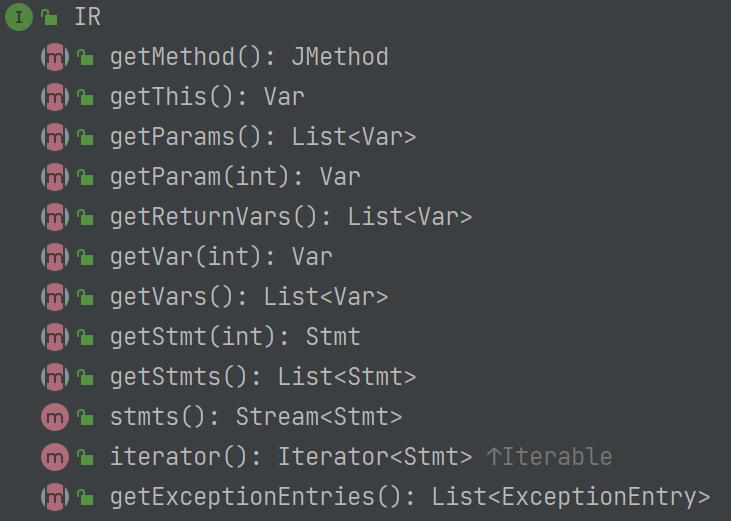 I IR
m getMethod(): JMethod
m getThis(): Var
m getParams(): List<Var>
m getParam(int): Var
m getReturnVars(): List<Var>
m getVar(int): Var
m getVars(): List<Var>
m getStmt(int): Stmt
m getStmts(): List<Stmt>
m stmts(): Stream<Stmt>
m iterator(): Iterator<Stmt> ↑Iterable
m getExceptionEntries(): List<ExceptionEntry>